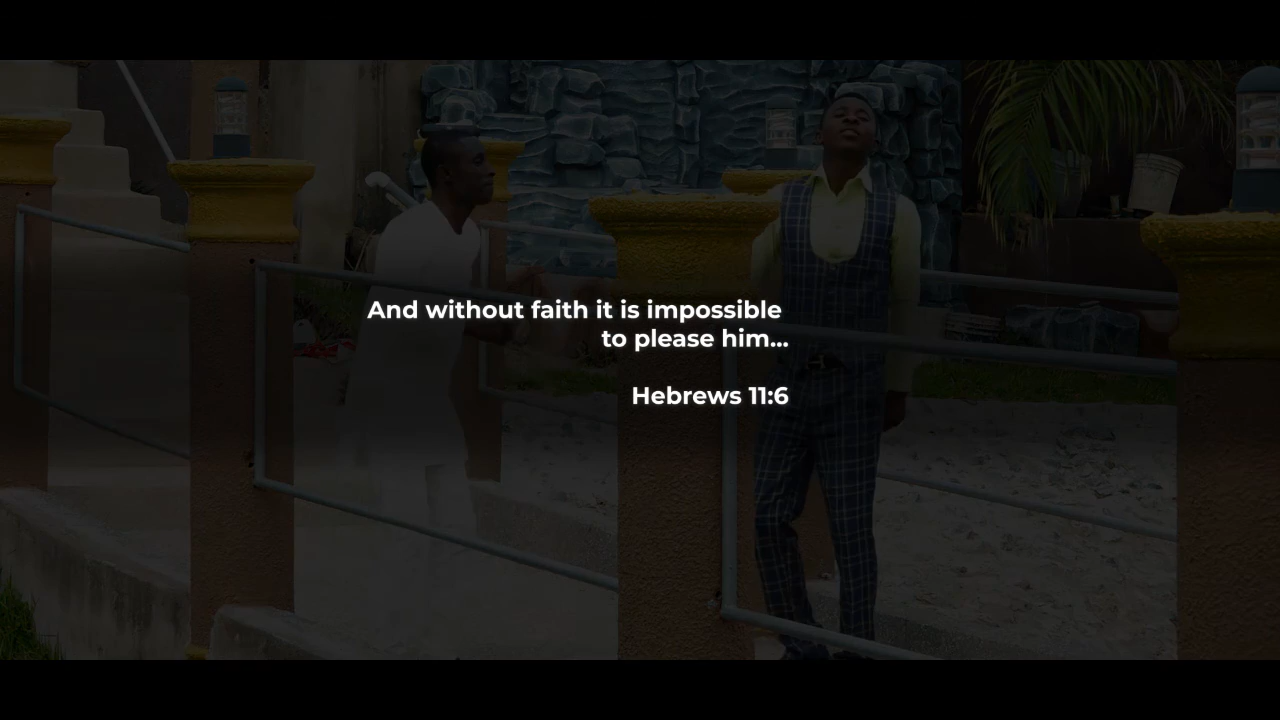 And without faith it is impossible
to please him...
Hebrews 11:6